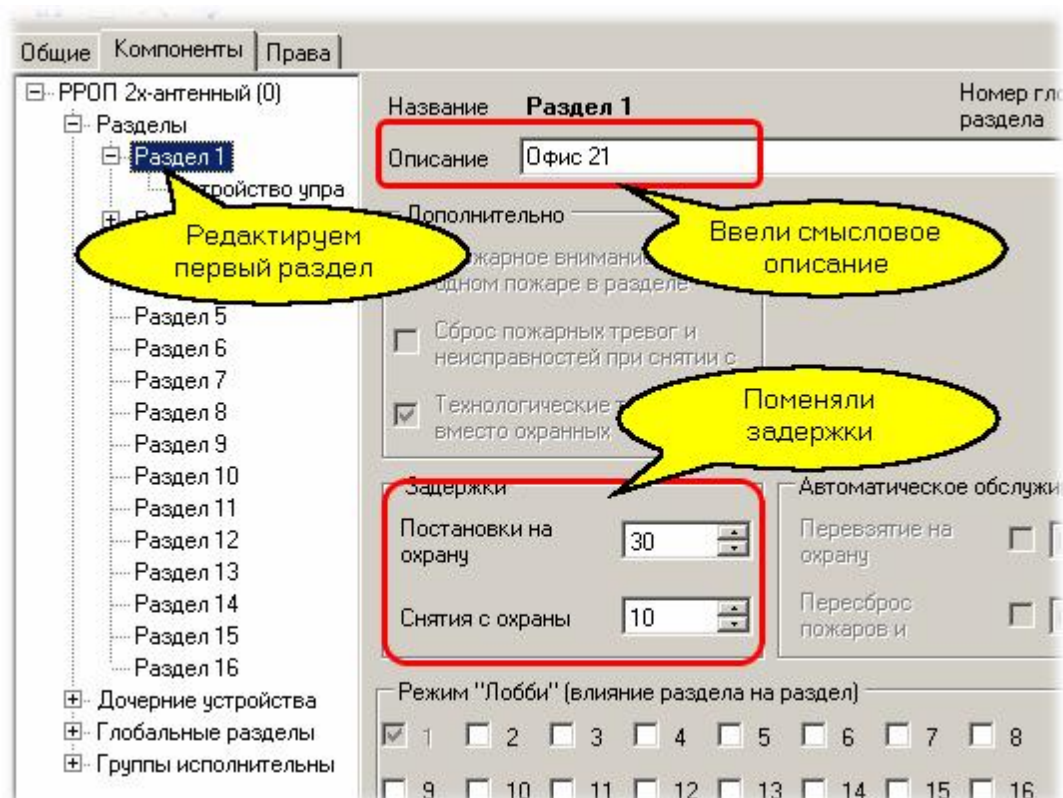 Общие Компоненты Права
РРОП 2х-антенный (0)
Разделы
Раздел 1
упра
Редактируем
первый раздел
Раздел 5
Раздел 6
Раздел 7
Раздел 8
Раздел 9
Раздел 10
Раздел 11
Раздел 12
Раздел 13
Раздел 14
Раздел 15
Раздел 16
Дочерние устройства
Глобальные разделы
Группы исполнительны
Название Раздел 1
Номер
раздела
Описание Офис 21
Ввели смысловое
описание
Дополнительно
внимание
пожаре в разделе
Сброс пожарных тревог и
неисправностей при снятии с
Технологические
вместо охранных
Поменяли
задержки
Задержки
Постановки на
охрану
30
Снятия с охраны 10
Автоматическое обслужи
Перевзятие на
охрану
Пересброс
пожаров и
Режим "Лобби" (влияние раздела на раздел)
1 2 3 4 5 6 7 8
9 10 11 12 13 14 15 16